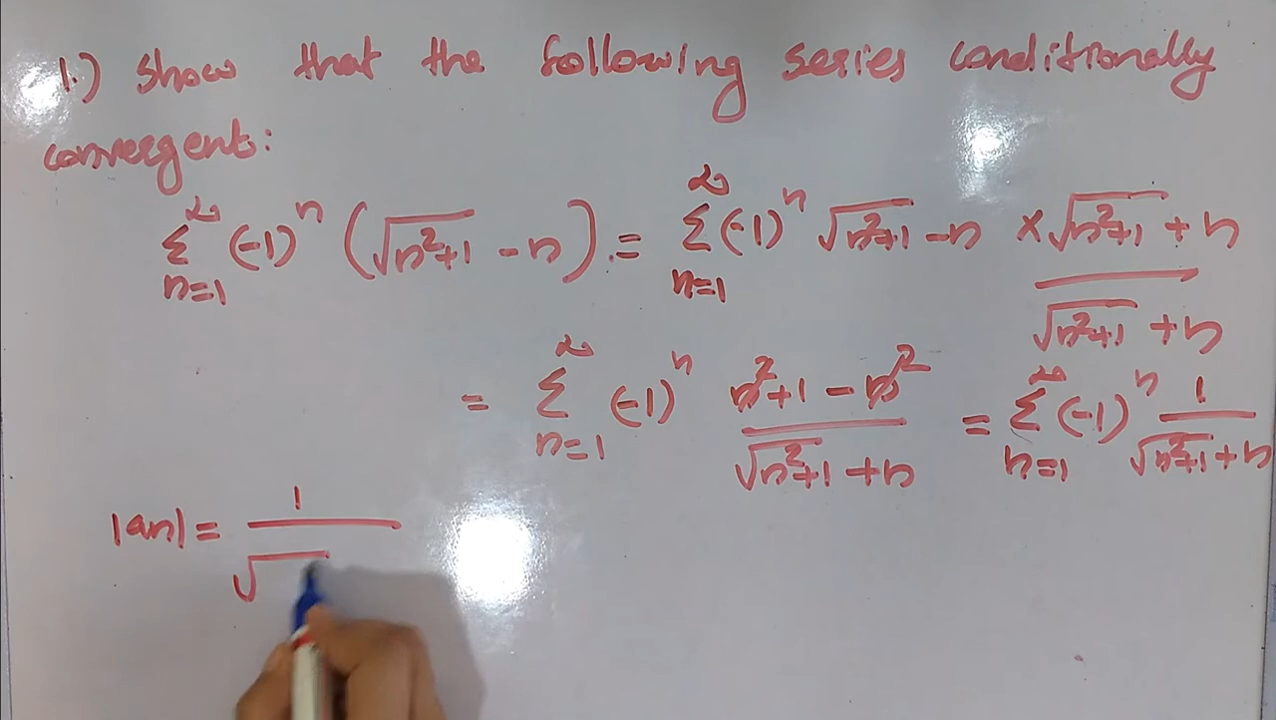 1.) Show that the following series conditionally
convergent:
∞ ∑ n=1 (-1)^n (√(n²+1) - n) = ∞ ∑ n=1 (-1)^n √(n²+1) - n × (√(n²+1) + n)/(√(n²+1) + n)
= ∞ ∑ n=1 (-1)^n (n²+1 - n²)/(√(n²+1) + n) = ∞ ∑ n=1 (-1)^n 1/(√(n²+1) + n)
|an| = 1/√